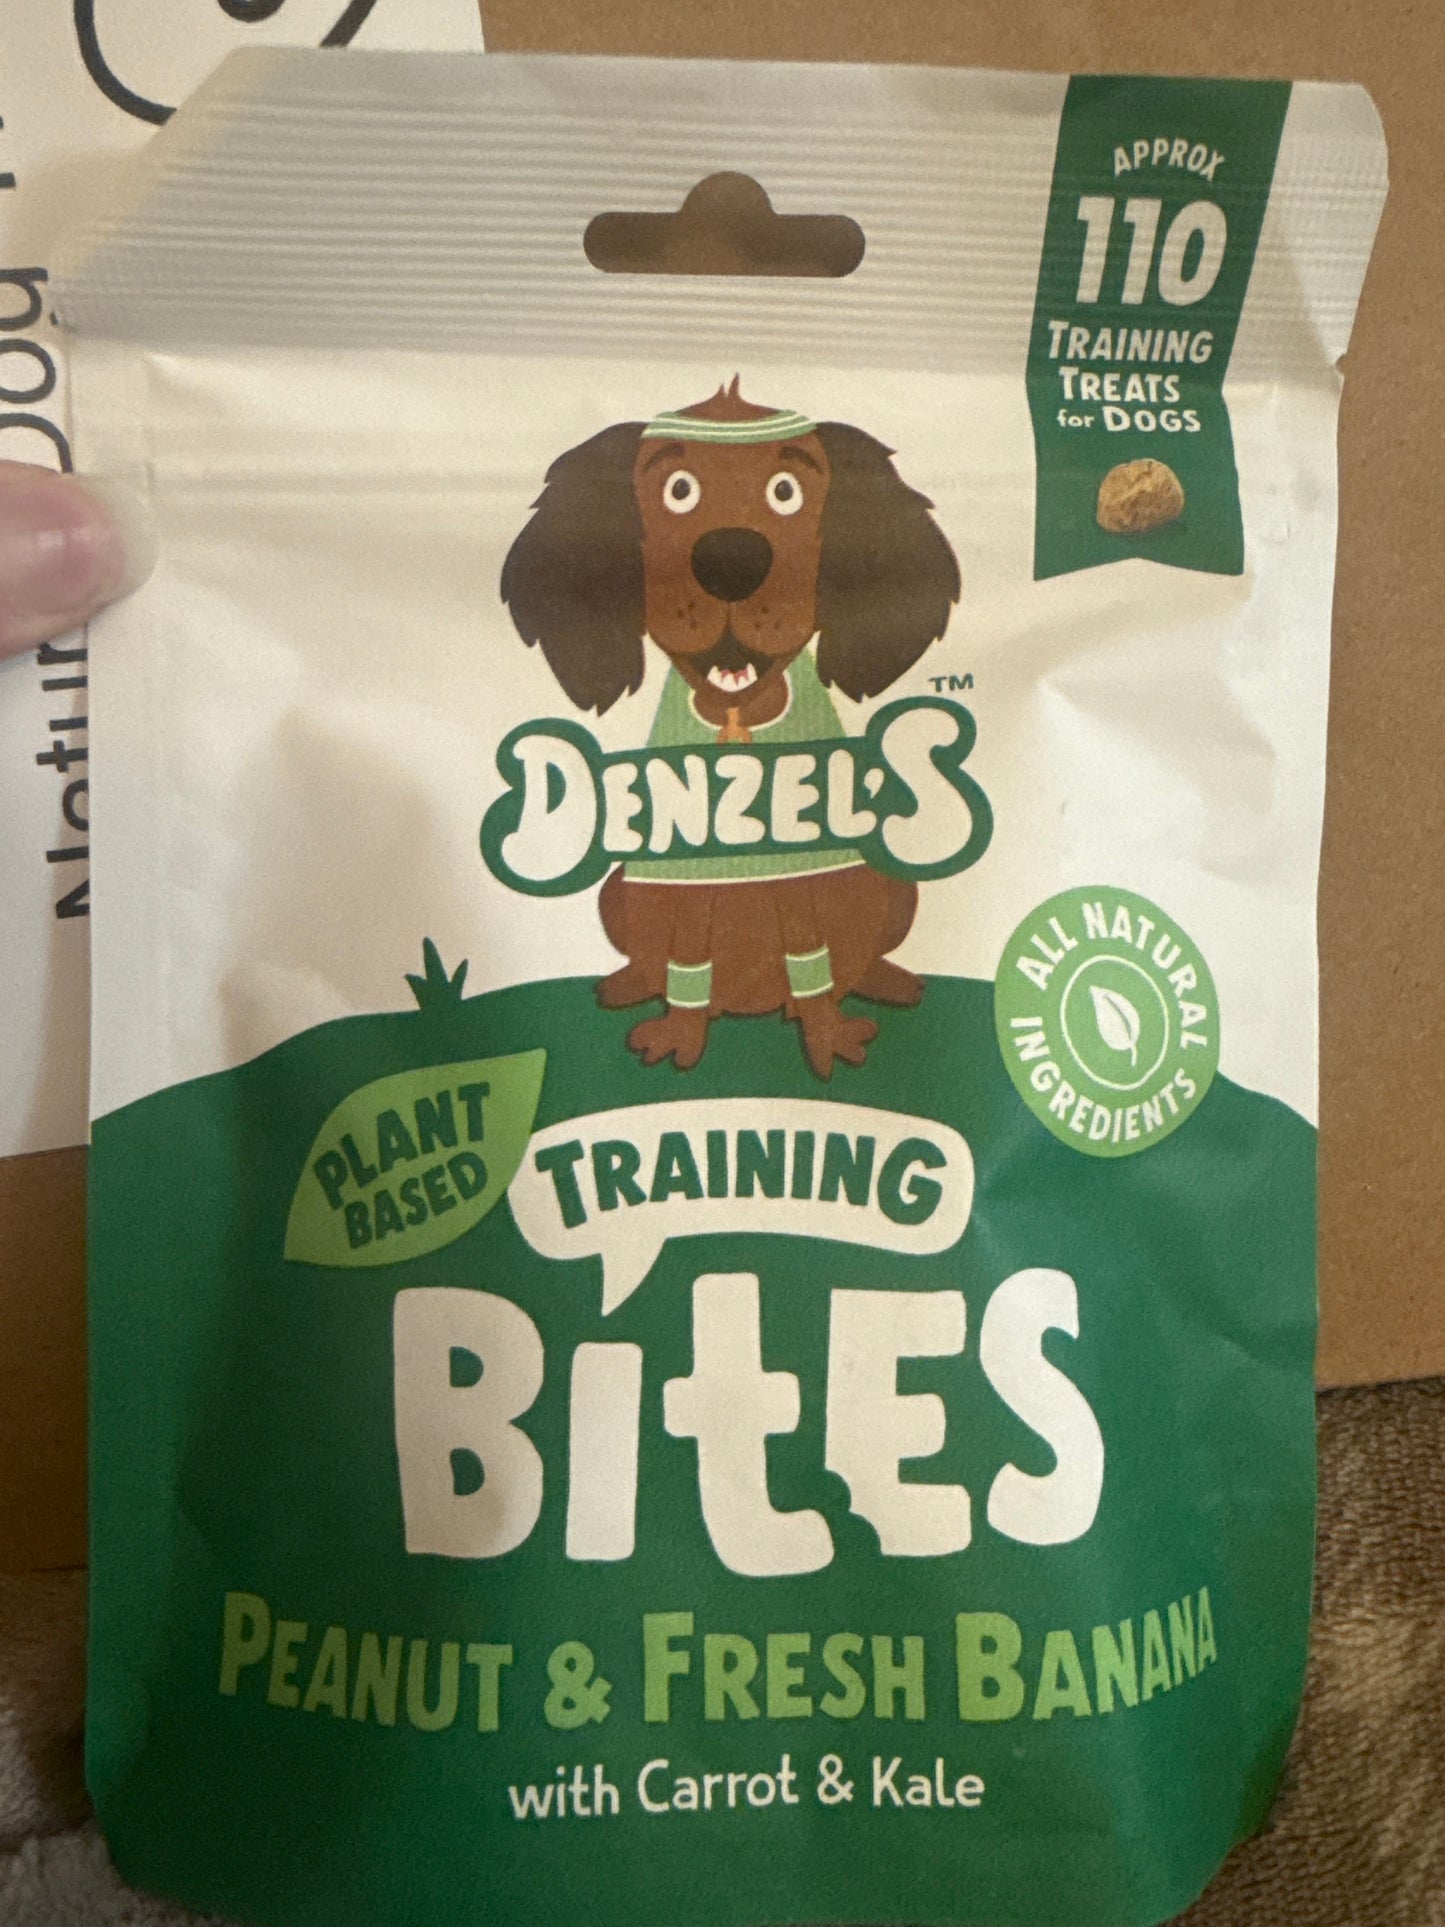 APPROX
110
TRAINING
TREATS
for DOGS
DENZEL'S™
ALL NATURAL INGREDIENTS
PLANT
BASED
TRAINING
BitES
PEANUT & FRESH BANANA
with Carrot & Kale